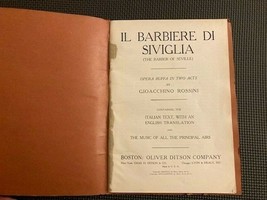 IL BARBIERE DI
SIVIGLIA
(THE BARBER OF SEVILLE)
OPERA BUFFA IN TWO ACTS
BY
GIOACCHINO ROSSINI
CONTAINING THE
ITALIAN TEXT, WITH AN
ENGLISH TRANSLATION
AND
THE MUSIC OF ALL THE PRINCIPAL AIRS
BOSTON: OLIVER DITSON COMPANY